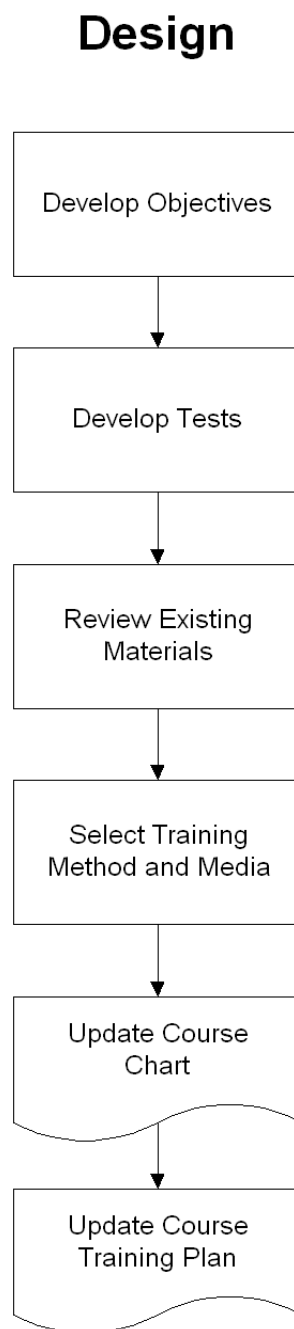 Design
Develop Objectives
Develop Tests
Review Existing
Materials
Select Training
Method and Media
Update Course
Chart
Update Course
Training Plan